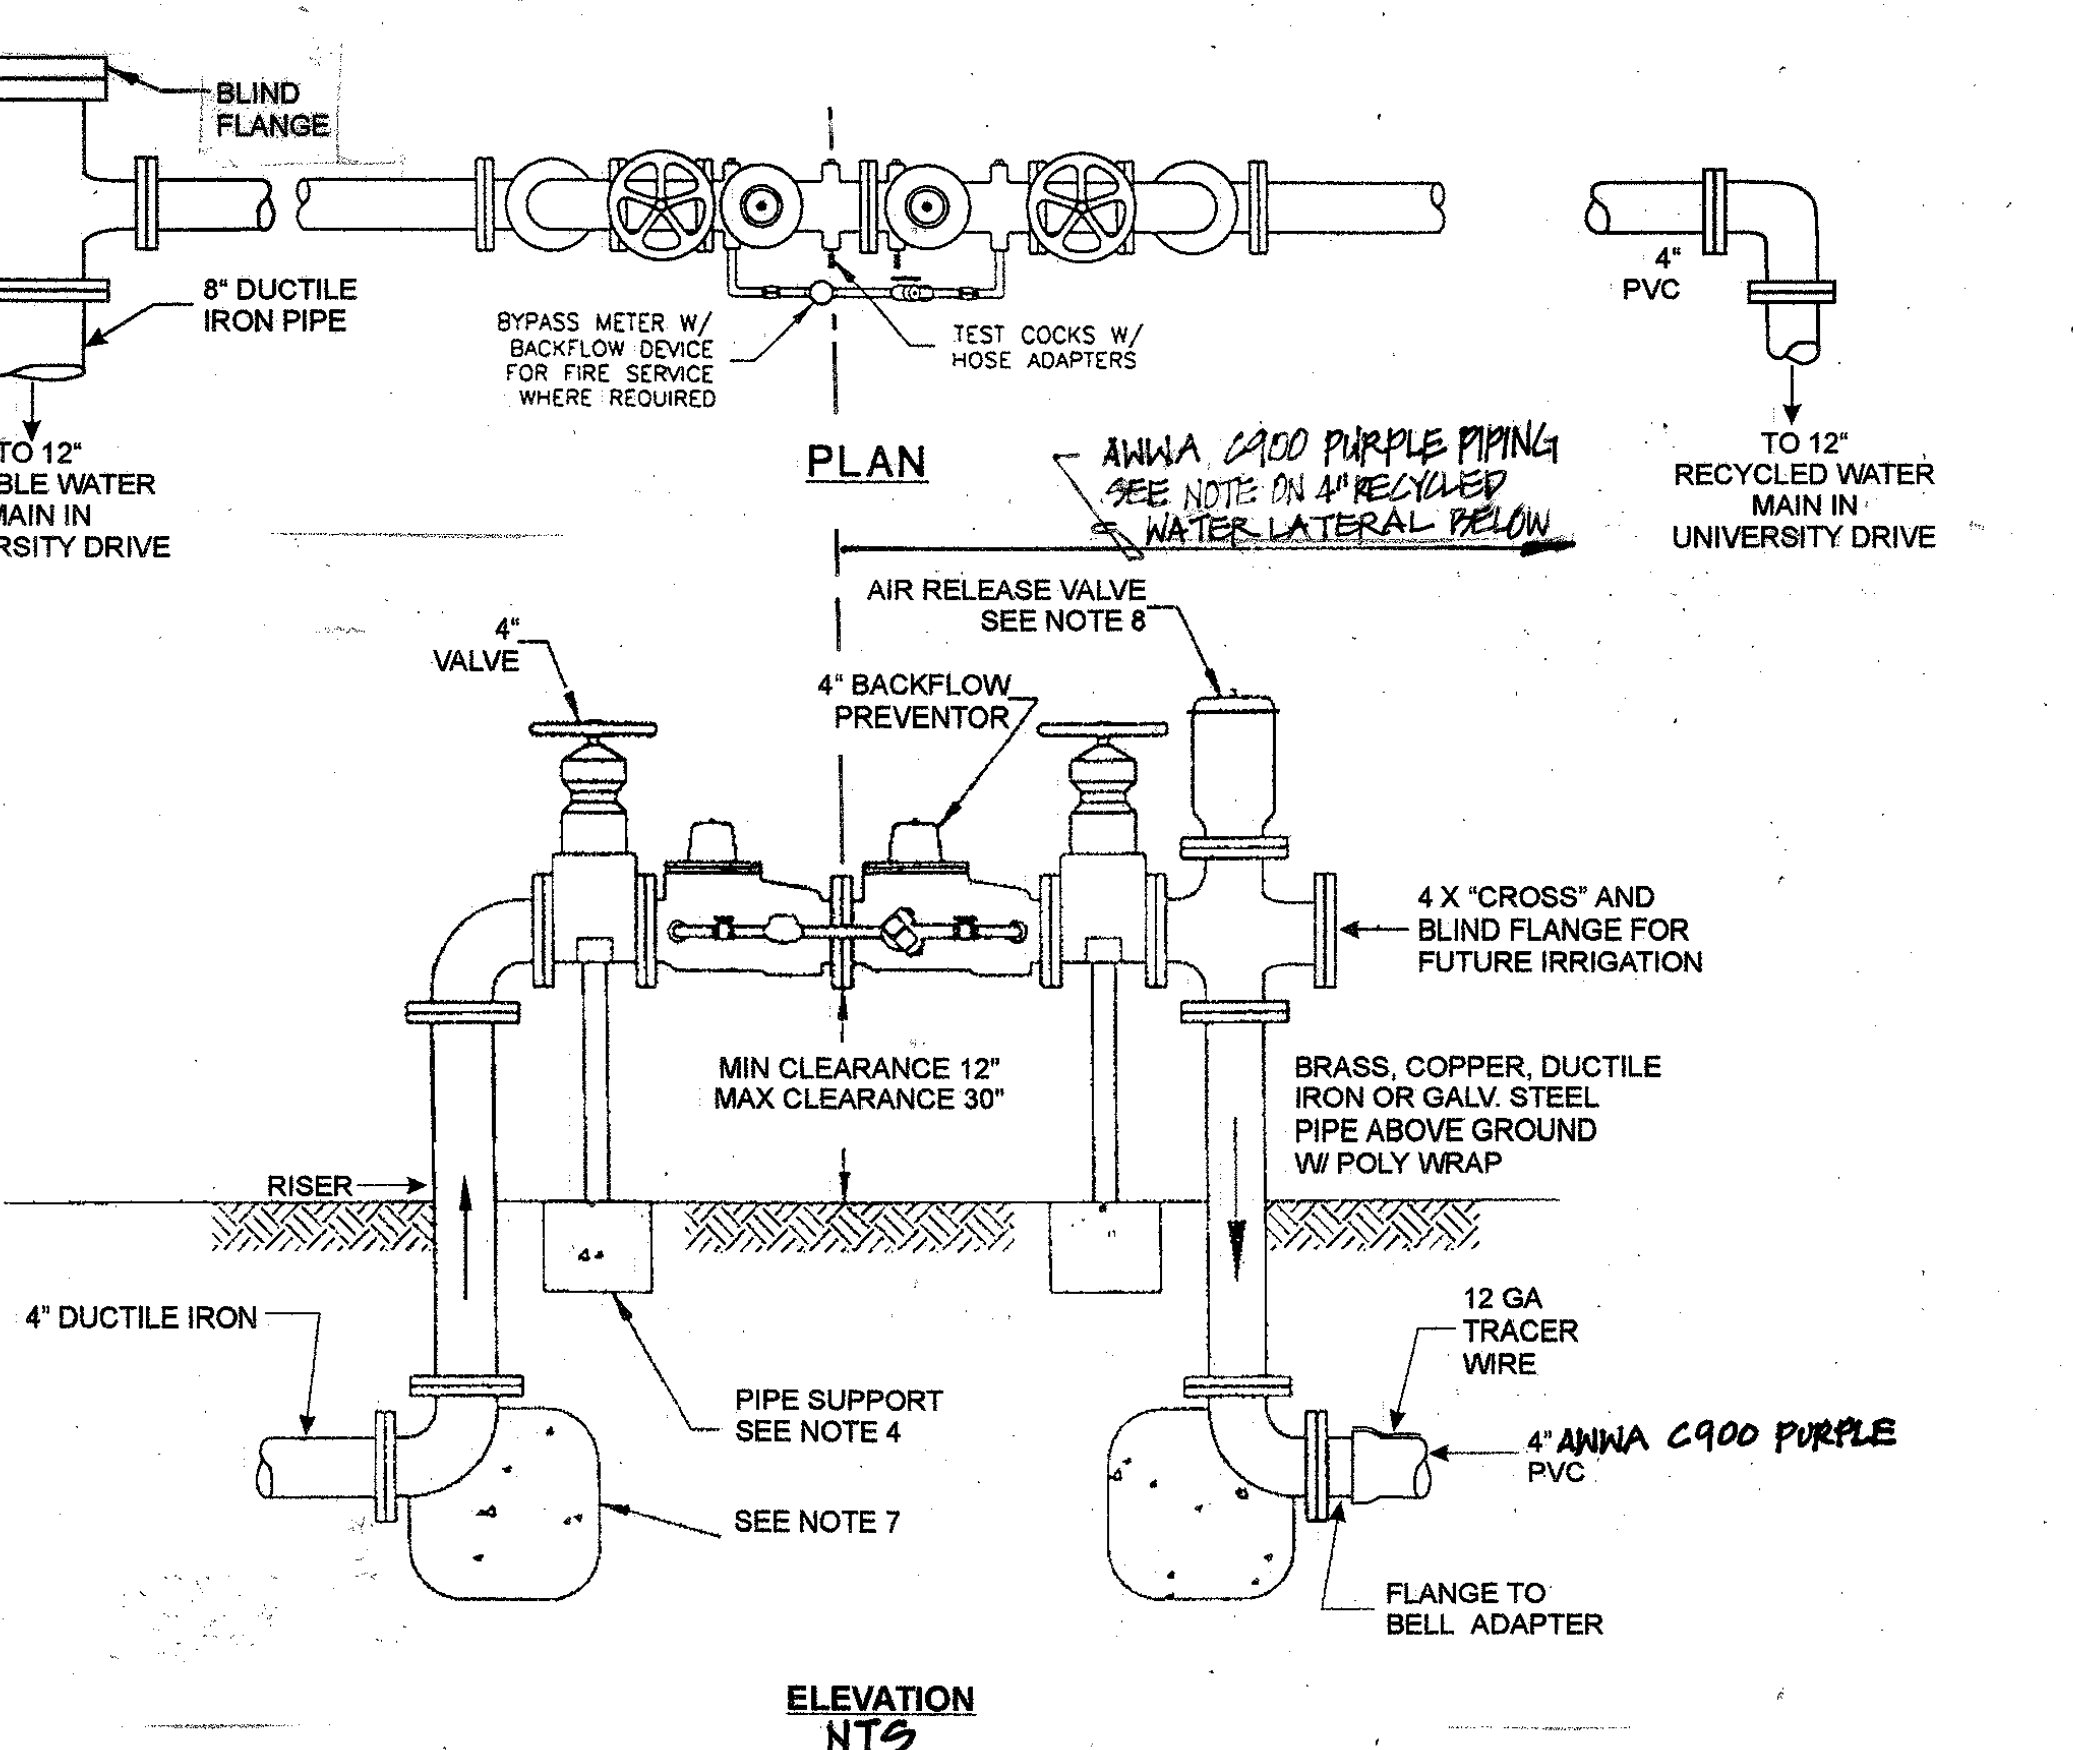 BLIND
FLANGE
8" DUCTILE
IRON PIPE
TO 12"
BLE WATER
MAIN IN
RSITY DRIVE
BYPASS METER W/
BACKFLOW DEVICE
FOR FIRE SERVICE
WHERE REQUIRED
TEST COCKS W/
HOSE ADAPTERS
4"
PVC
TO 12"
RECYCLED WATER
MAIN IN
UNIVERSITY DRIVE
PLAN
AWWA C900 PURPLE PIPING
SEE NOTE ON 4" RECYCLED
WATER LATERAL BELOW
AIR RELEASE VALVE
SEE NOTE 8
4"
VALVE
4" BACKFLOW
PREVENTOR
4 X "CROSS" AND
BLIND FLANGE FOR
FUTURE IRRIGATION
MIN CLEARANCE 12"
MAX CLEARANCE 30"
BRASS, COPPER, DUCTILE
IRON OR GALV. STEEL
PIPE ABOVE GROUND
W/ POLY WRAP
RISER
4" DUCTILE IRON
12 GA
TRACER
WIRE
PIPE SUPPORT
SEE NOTE 4
4" AWWA C900 PURPLE
PVC
SEE NOTE 7
FLANGE TO
BELL ADAPTER
ELEVATION
NTS